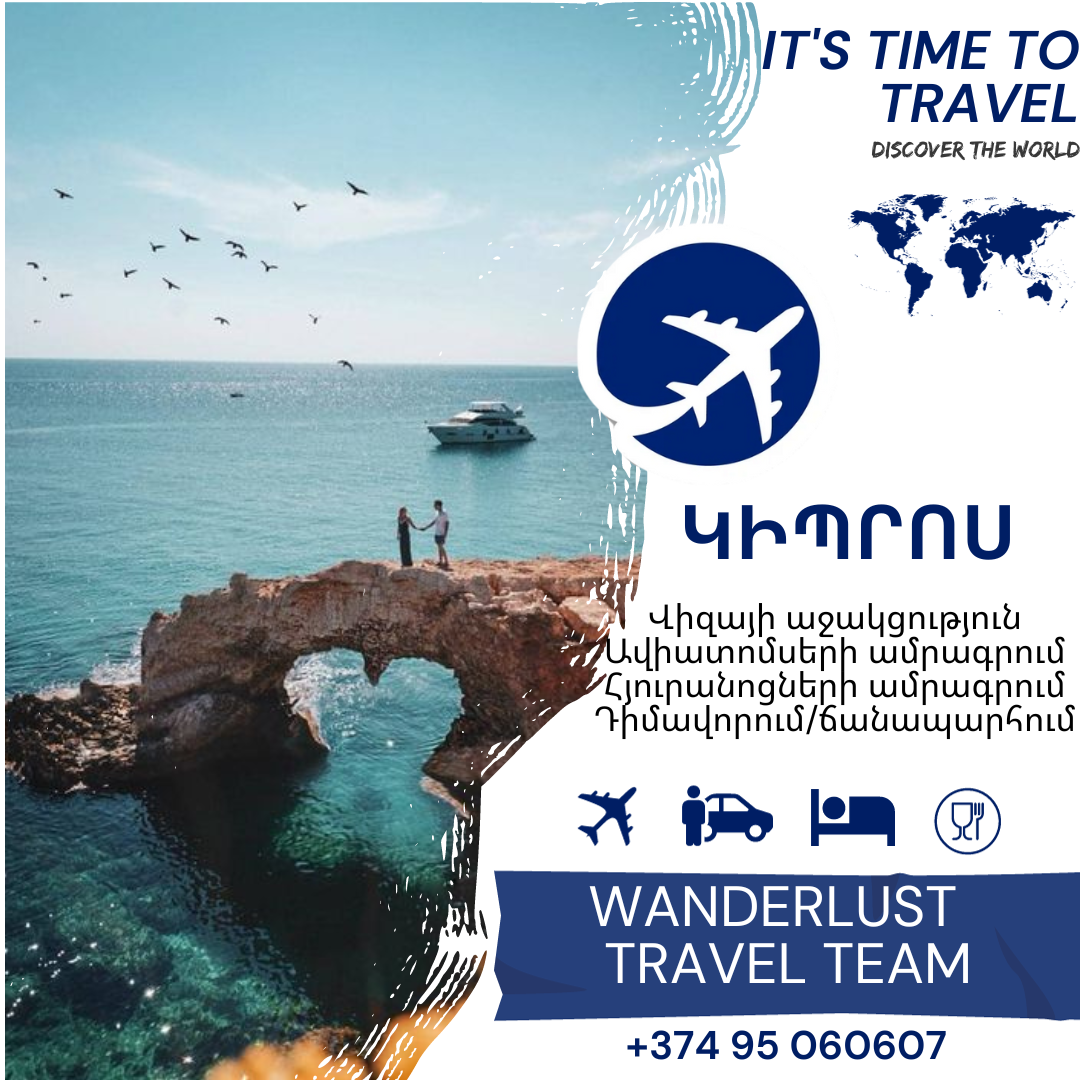 IT'S TIME TO
TRAVEL
DISCOVER THE WORLD
ԿԻՊՐՈՍ
Վիզայի աջակցություն
Ավիատոմսերի ամրագրում
Հյուրանոցների ամրագրում
Դիմավորում/ճանապարհում
WANDERLUST
TRAVEL TEAM
+374 95 060607